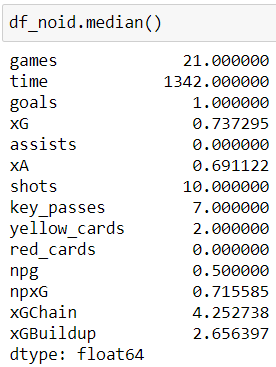 df_noid.median()
games 21.000000
time 1342.000000
goals 1.000000
xG 0.737295
assists 0.000000
xA 0.691122
shots 10.000000
key_passes 7.000000
yellow_cards 2.000000
red_cards 0.000000
npg 0.500000
npxG 0.715585
xGChain 4.252738
xGBuildup 2.656397
dtype: float64